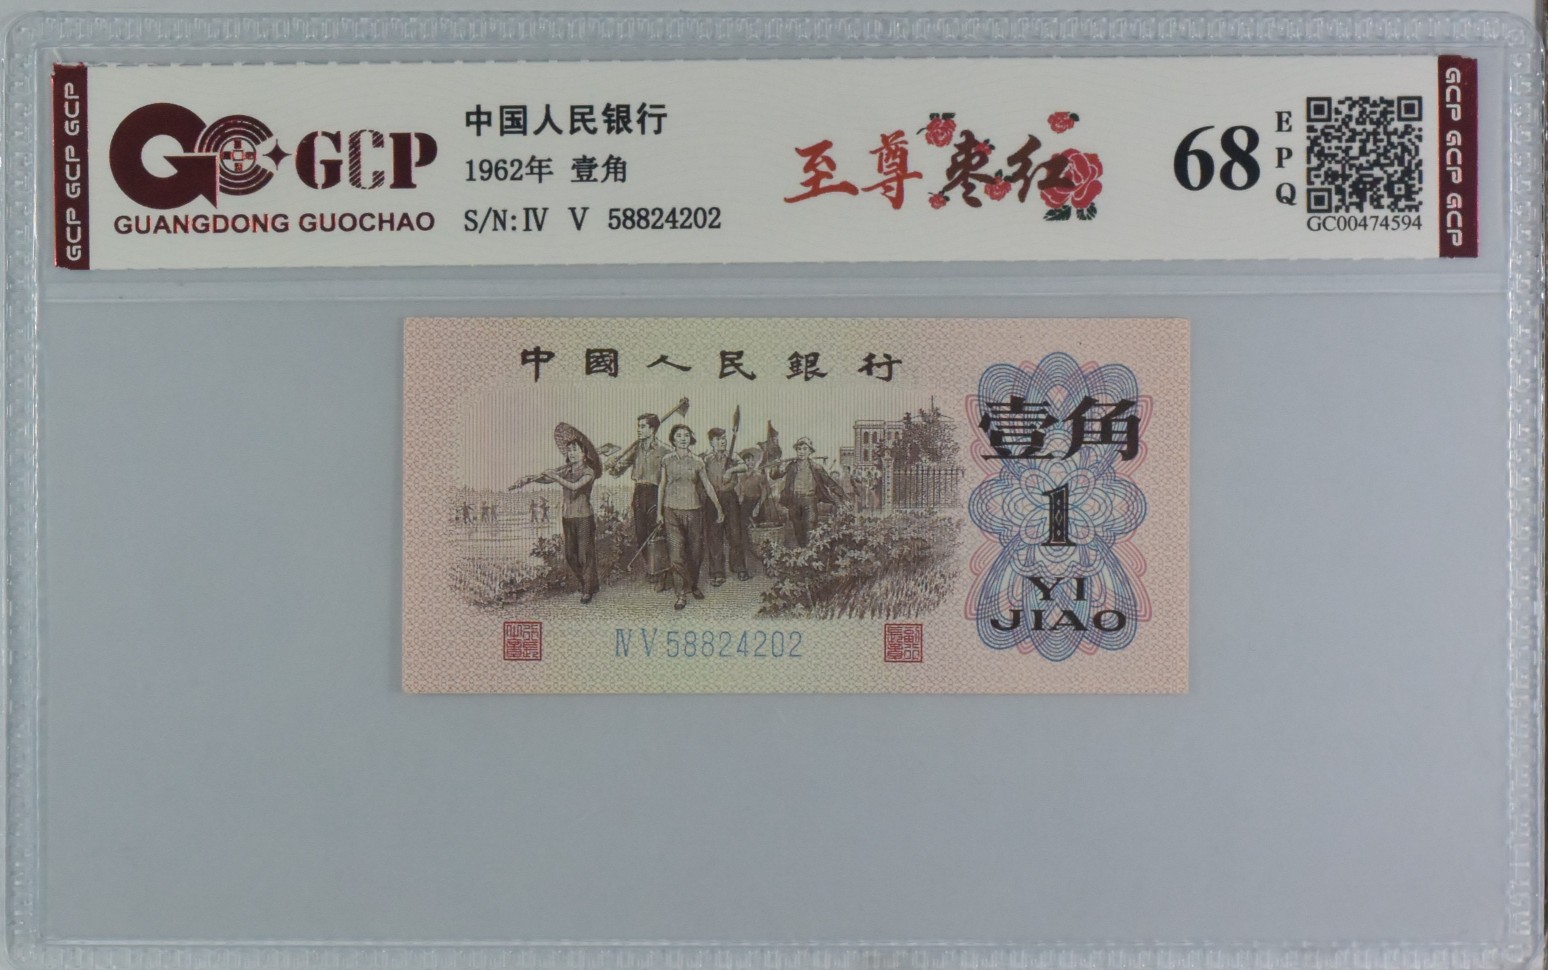 GCP GCP GCP
GCP
GUANGDONG GUOCHAO
中国人民银行
1962年 壹角
S/N:Ⅳ Ⅴ 58824202
至尊枣红
68
EPQ
GC00474594
GCP GCP GCP
中國人民銀行
壹角
1
YI
JIAO
ⅣⅤ58824202